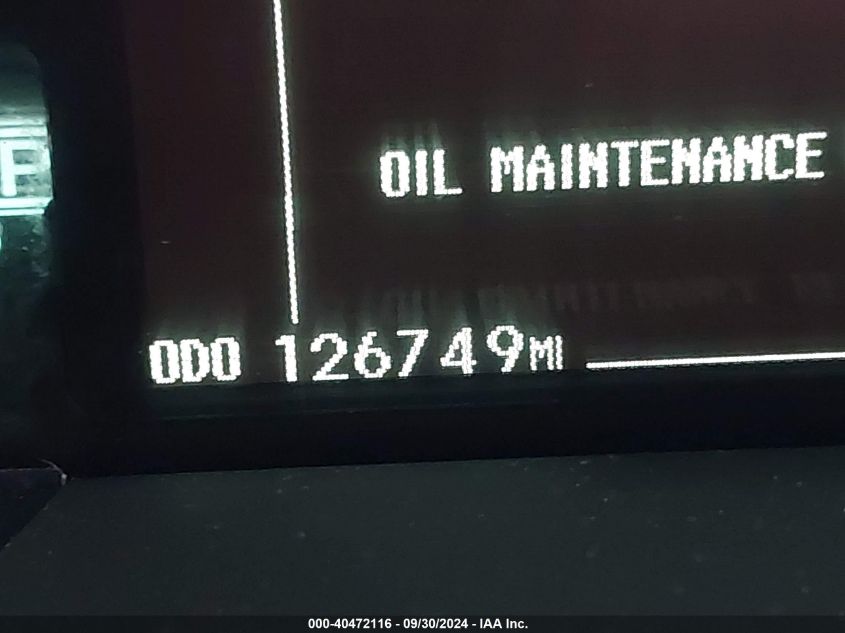 E
OIL MAINTENANCE
ODO 126749MI
000-40472116 - 09/30/2024 - IAA Inc.